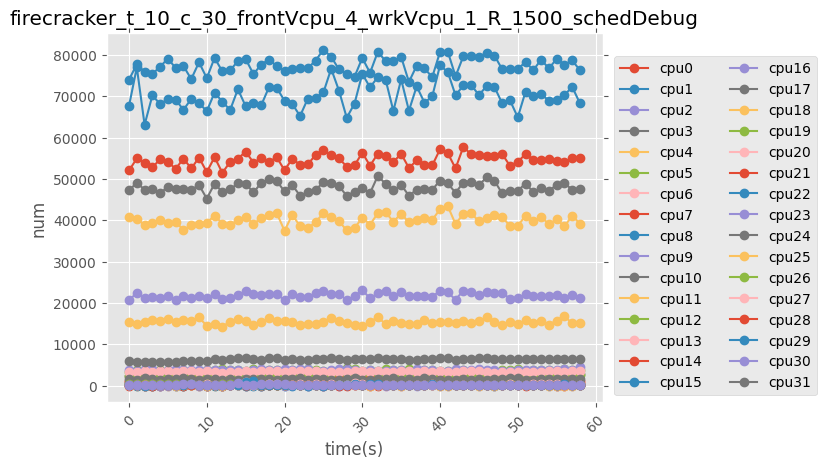 firecracker_t_10_c_30_frontVcpu_4_wrkVcpu_1_R_1500_schedDebug
num
80000
70000
60000
50000
40000
30000
20000
10000
0
0
10
20
30
40
50
60
time(s)
cpu0
cpu1
cpu2
cpu3
cpu4
cpu5
cpu6
cpu7
cpu8
cpu9
cpu10
cpu11
cpu12
cpu13
cpu14
cpu15
cpu16
cpu17
cpu18
cpu19
cpu20
cpu21
cpu22
cpu23
cpu24
cpu25
cpu26
cpu27
cpu28
cpu29
cpu30
cpu31